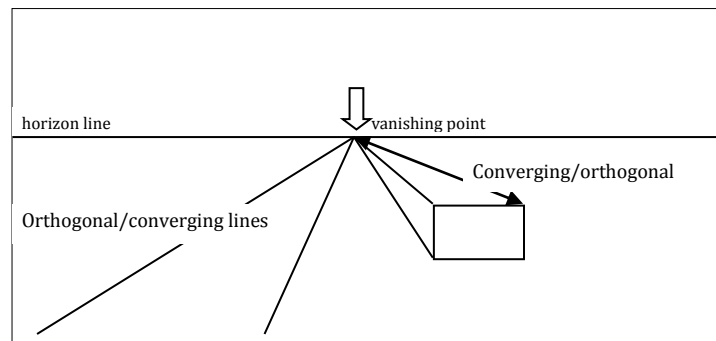 horizon line
vanishing point
Converging/orthogonal
Orthogonal/converging lines